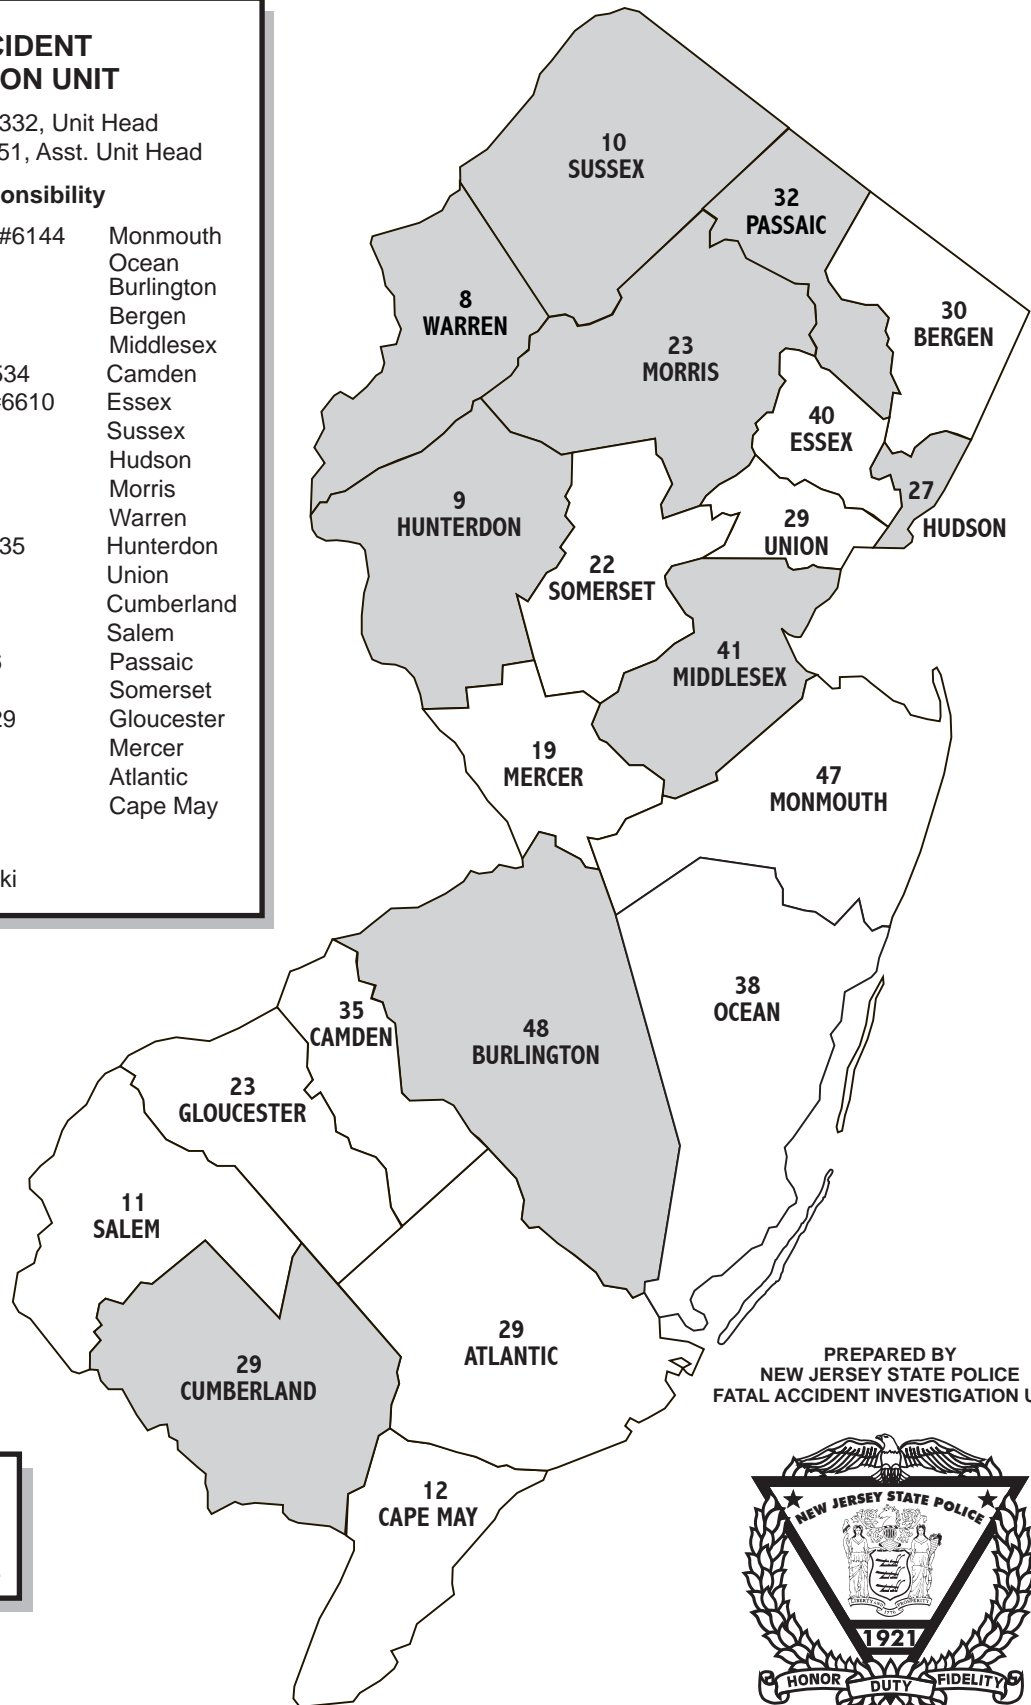 CIDENT
ON UNIT
332, Unit Head
51, Asst. Unit Head
onsibility
#6144 Monmouth
Ocean
Burlington
Bergen
Middlesex
534 Camden
#6610 Essex
Sussex
Hudson
Morris
Warren
35 Hunterdon
Union
Cumberland
Salem
Passaic
Somerset
29 Gloucester
Mercer
Atlantic
Cape May
ki
10
SUSSEX
32
PASSAIC
8
WARREN
30
BERGEN
23
MORRIS
40
ESSEX
27
HUDSON
9
HUNTERDON
29
UNION
22
SOMERSET
41
MIDDLESEX
19
MERCER
47
MONMOUTH
38
OCEAN
35
CAMDEN
48
BURLINGTON
23
GLOUCESTER
11
SALEM
29
ATLANTIC
29
CUMBERLAND
12
CAPE MAY
PREPARED BY
NEW JERSEY STATE POLICE
FATAL ACCIDENT INVESTIGATION U
NEW JERSEY STATE POLICE
LIBERTY AND PROSPERITY
1776
1921
HONOR DUTY FIDELITY